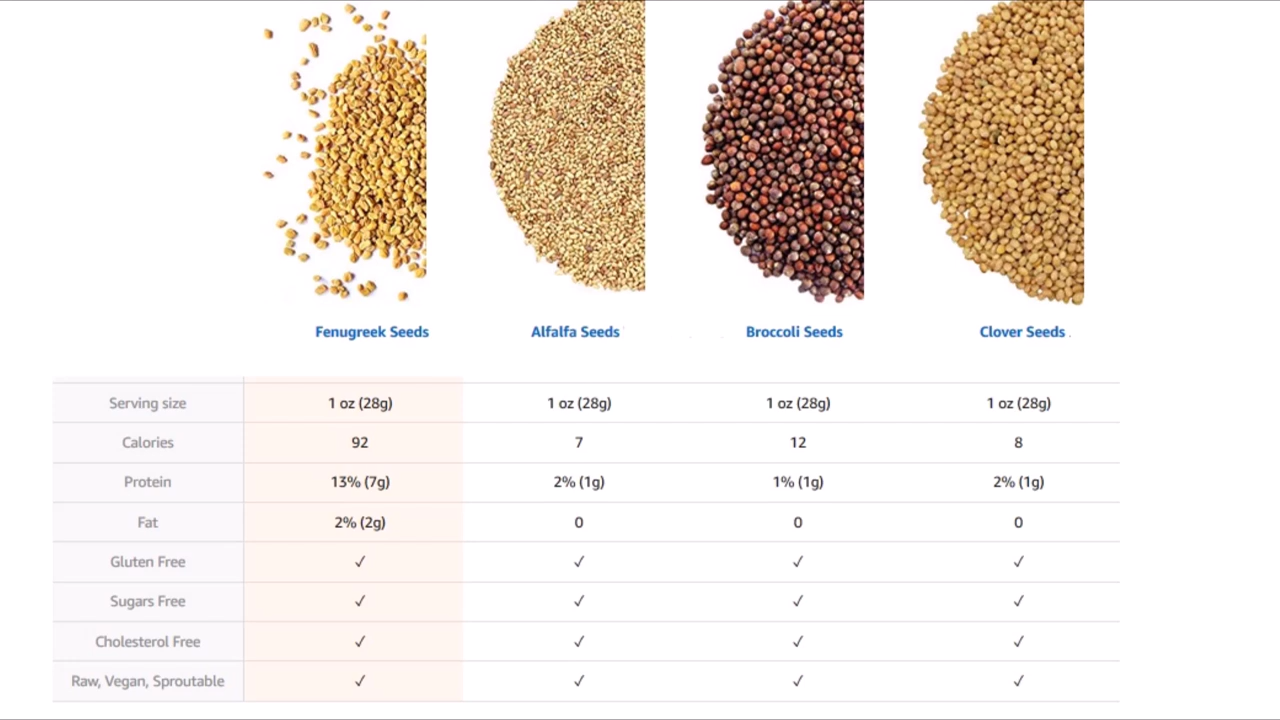 Fenugreek Seeds Alfalfa Seeds Broccoli Seeds Clover Seeds
Serving size 1 oz (28g) 1 oz (28g) 1 oz (28g) 1 oz (28g)
Calories 92 7 12 8
Protein 13% (7g) 2% (1g) 1% (1g) 2% (1g)
Fat 2% (2g) 0 0 0
Gluten Free ✓ ✓ ✓ ✓
Sugars Free ✓ ✓ ✓ ✓
Cholesterol Free ✓ ✓ ✓ ✓
Raw, Vegan, Sproutable ✓ ✓ ✓ ✓